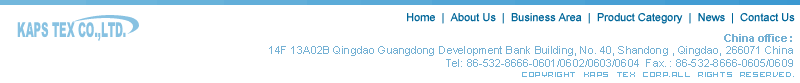 Home | About Us | Business Area | Product Category | News | Contact Us
KAPS TEX CO.,LTD.
China office :
14F 13A02B Qingdao Guangdong Development Bank Building, No. 40, Shandong , Qingdao, 266071 China
Tel: 86-532-8666-0601/0602/0603/0604 Fax. : 86-532-8666-0605/0609
COPYRIGHT KAPS TEX CORP.ALL RIGHTS RESERVED.